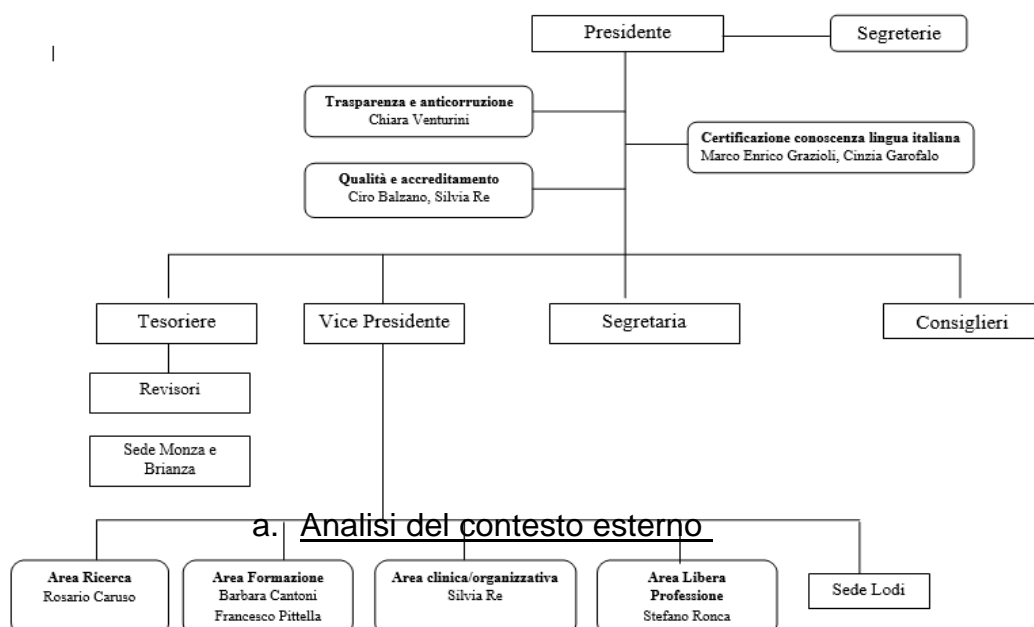 Presidente
Segreterie
Trasparenza e anticorruzione
Chiara Venturini
Certificazione conoscenza lingua italiana
Marco Enrico Grazioli, Cinzia Garofalo
Qualità e accreditamento
Ciro Balzano, Silvia Re
Tesoriere
Vice Presidente
Segretaria
Consiglieri
Revisori
Sede Monza e
Brianza
a. Analisi del contesto esterno
Area Ricerca
Rosario Caruso
Area Formazione
Barbara Cantoni
Francesco Pittella
Area clinica/organizzativa
Silvia Re
Area Libera
Professione
Stefano Ronca
Sede Lodi